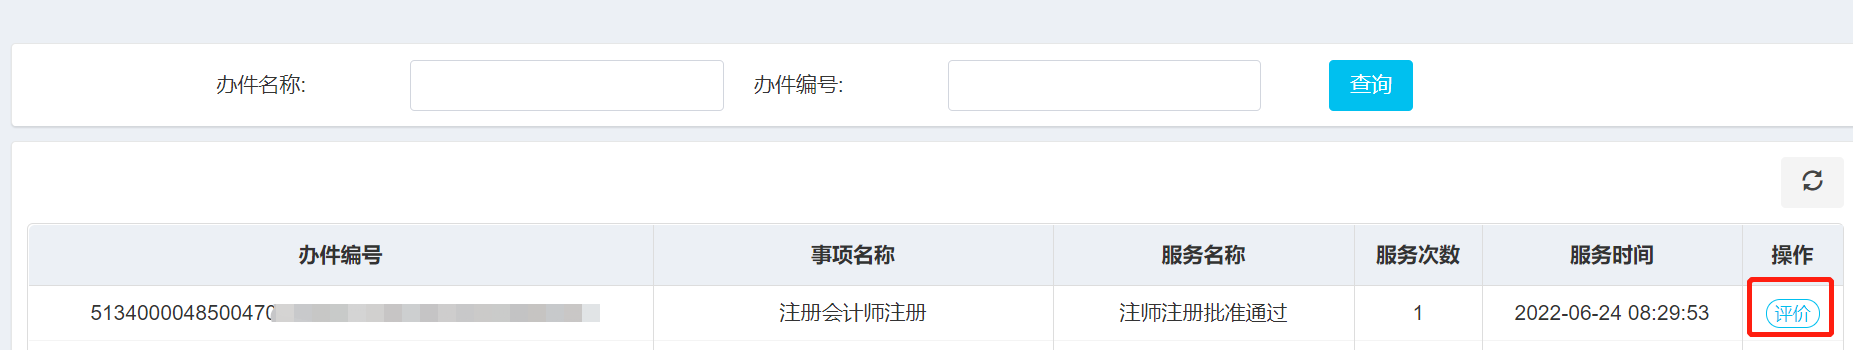 办件名称: 办件编号: 查询
办件编号 事项名称 服务名称 服务次数 服务时间 操作
5134000048500470 注册会计师注册 注师注册批准通过 1 2022-06-24 08:29:53 评价